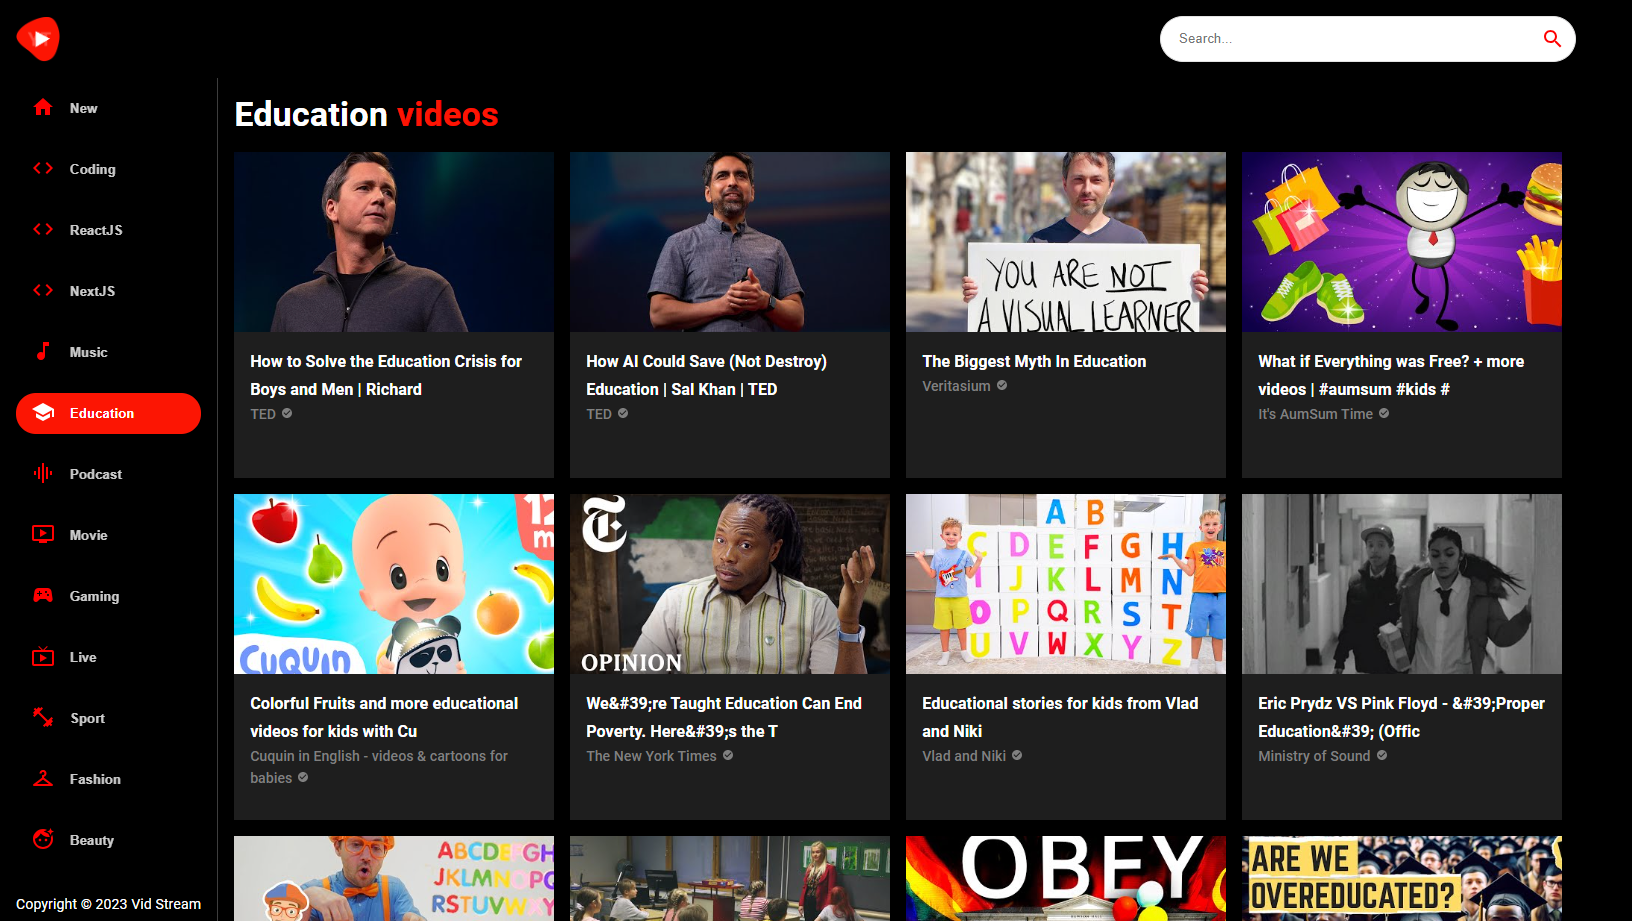 Search...
New
Coding
ReactJS
NextJS
Music
Education
Podcast
Movie
Gaming
Live
Sport
Fashion
Beauty
Copyright © 2023 Vid Stream
Education videos
YOU ARE NOT
A VISUAL LEARNER
How to Solve the Education Crisis for
Boys and Men | Richard
TED
How AI Could Save (Not Destroy)
Education | Sal Khan | TED
TED
The Biggest Myth In Education
Veritasium
What if Everything was Free? + more
videos | #aumsum #kids #
It's AumSum Time
12
m
CUQUIN
T
OPINION
A B
C D E F G H
I J K L M N
O P Q R S T
U V W X Y Z
Colorful Fruits and more educational
videos for kids with Cu
Cuquin in English - videos & cartoons for
babies
We&#39;re Taught Education Can End
Poverty. Here&#39;s the T
The New York Times
Educational stories for kids from Vlad
and Niki
Vlad and Niki
Eric Prydz VS Pink Floyd - &#39;Proper
Education&#39; (Offic
Ministry of Sound
ABCDEFGH
JKLMNOPQ
RSTUVWXY
OBEY
ARE WE
OVEREDUCATED?